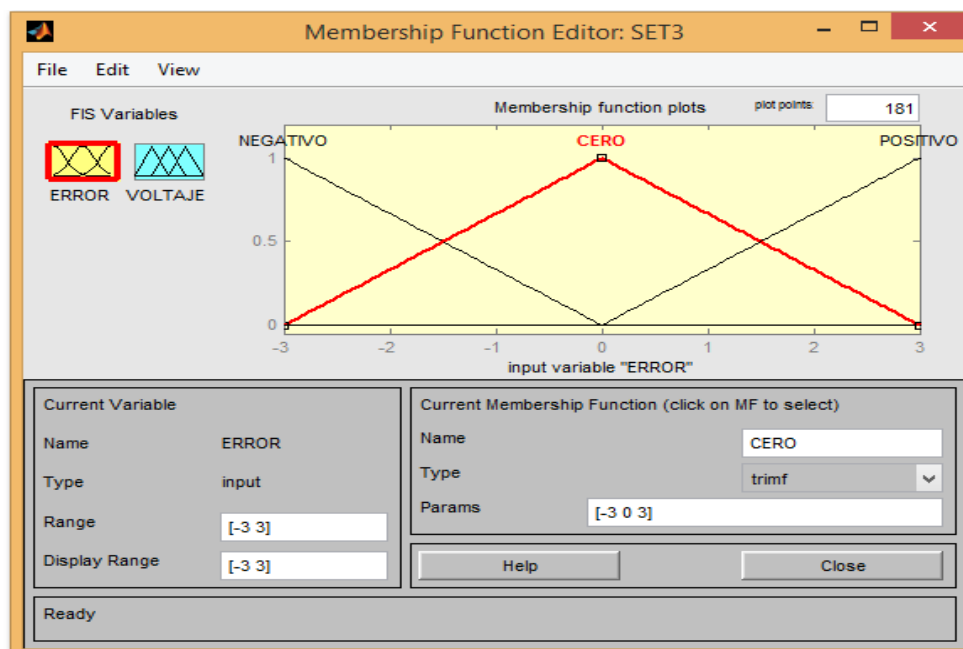 Membership Function Editor: SET3
File Edit View
FIS Variables
Membership function plots
plot points:
181
ERROR VOLTAJE
NEGATIVO
CERO
POSITIVO
1
0.5
0
-3 -2 -1 0 1 2 3
input variable "ERROR"
Current Variable
Name ERROR
Type input
Range [-3 3]
Display Range [-3 3]
Current Membership Function (click on MF to select)
Name CERO
Type trimf
Params [-3 0 3]
Help Close
Ready